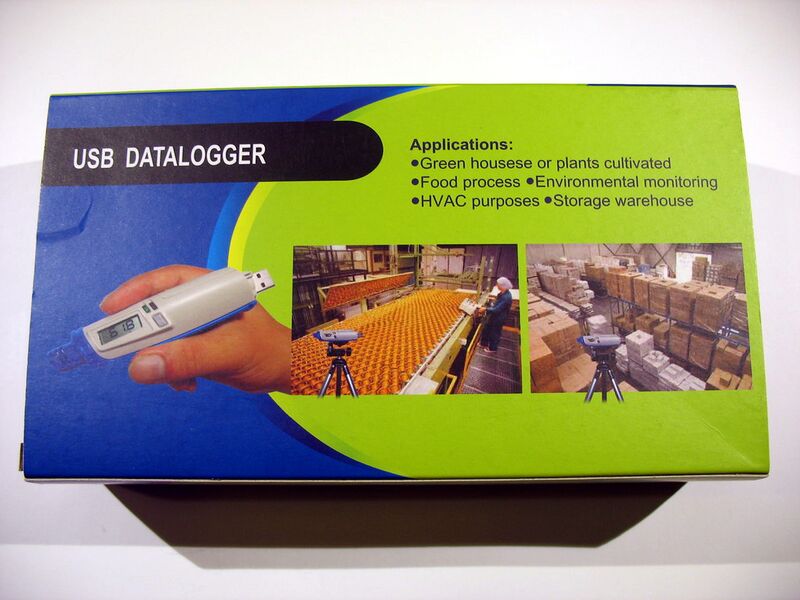 USB DATALOGGER
Applications:
●Green housese or plants cultivated
●Food process ●Environmental monitoring
●HVAC purposes ●Storage warehouse